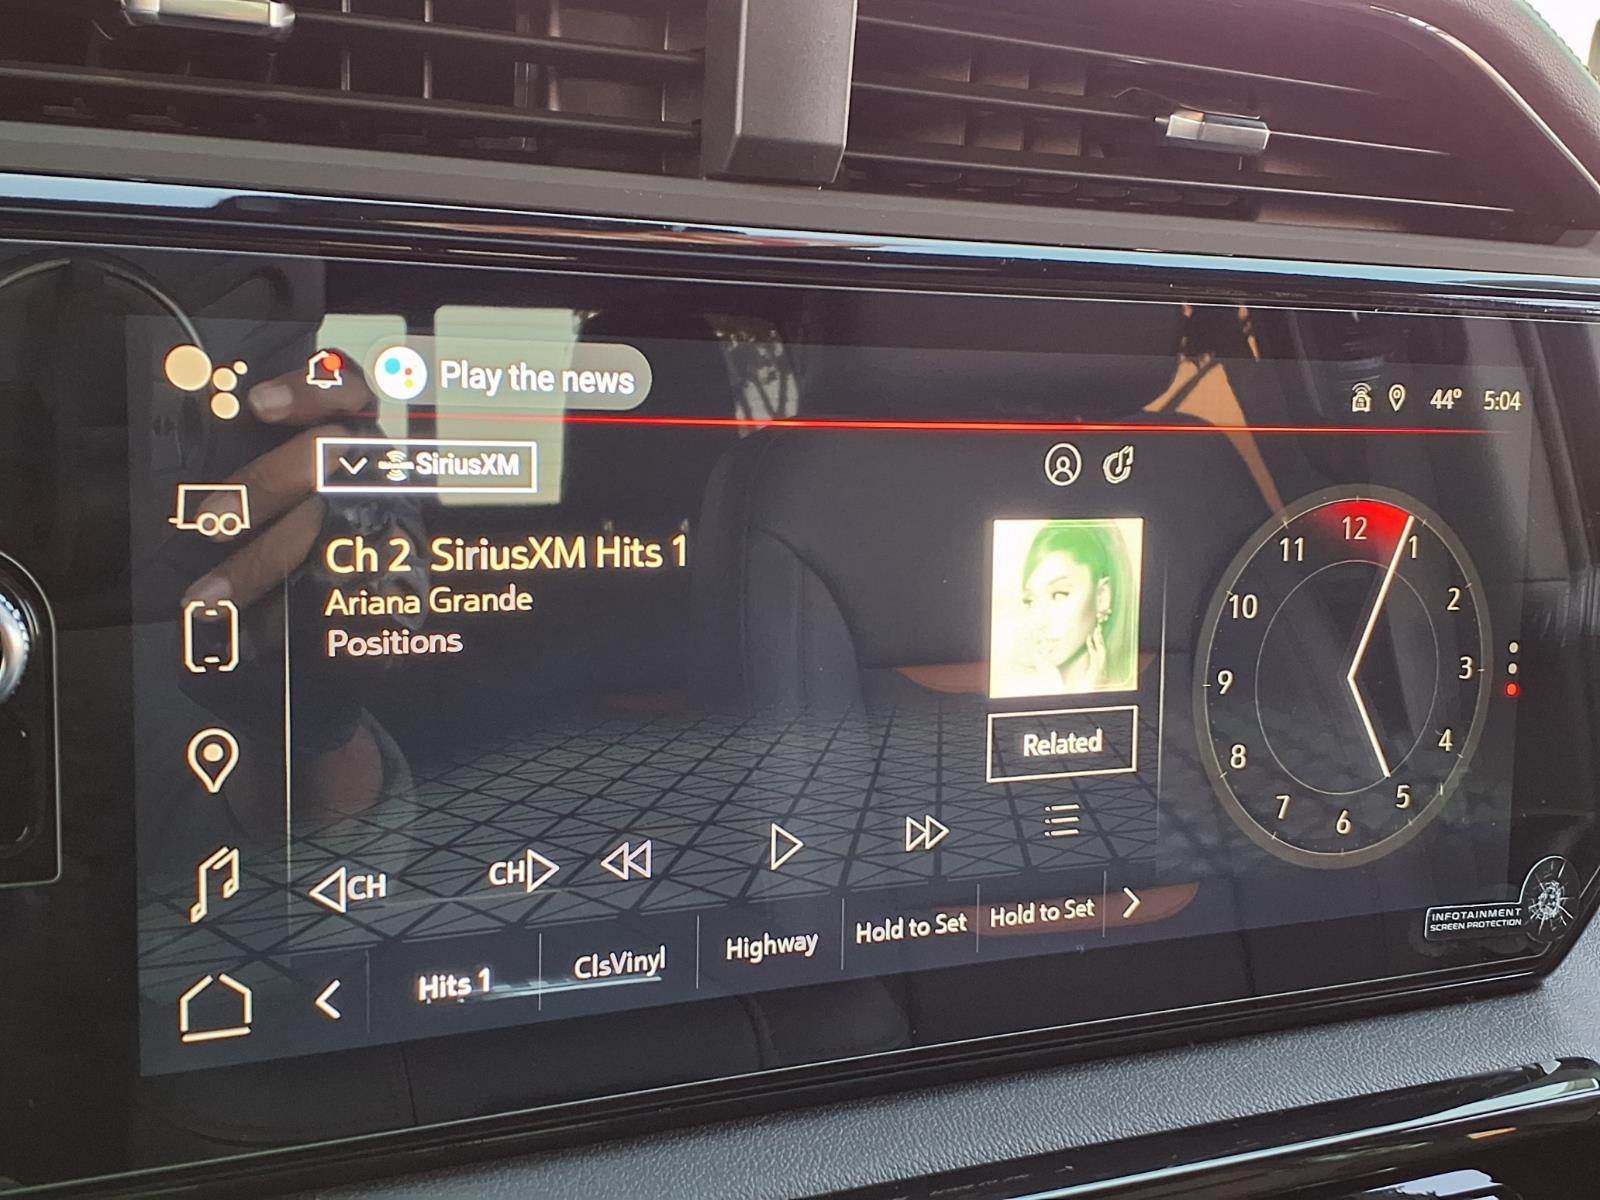 Play the news
44° 5:04
SiriusXM
Ch 2 SiriusXM Hits 1
Ariana Grande
Positions
Related
12
1
2
3
4
5
6
7
8
9
10
11
CH
CH
Hits 1
ClsVinyl
Highway
Hold to Set
Hold to Set
INFOTAINMENT
SCREEN PROTECTION